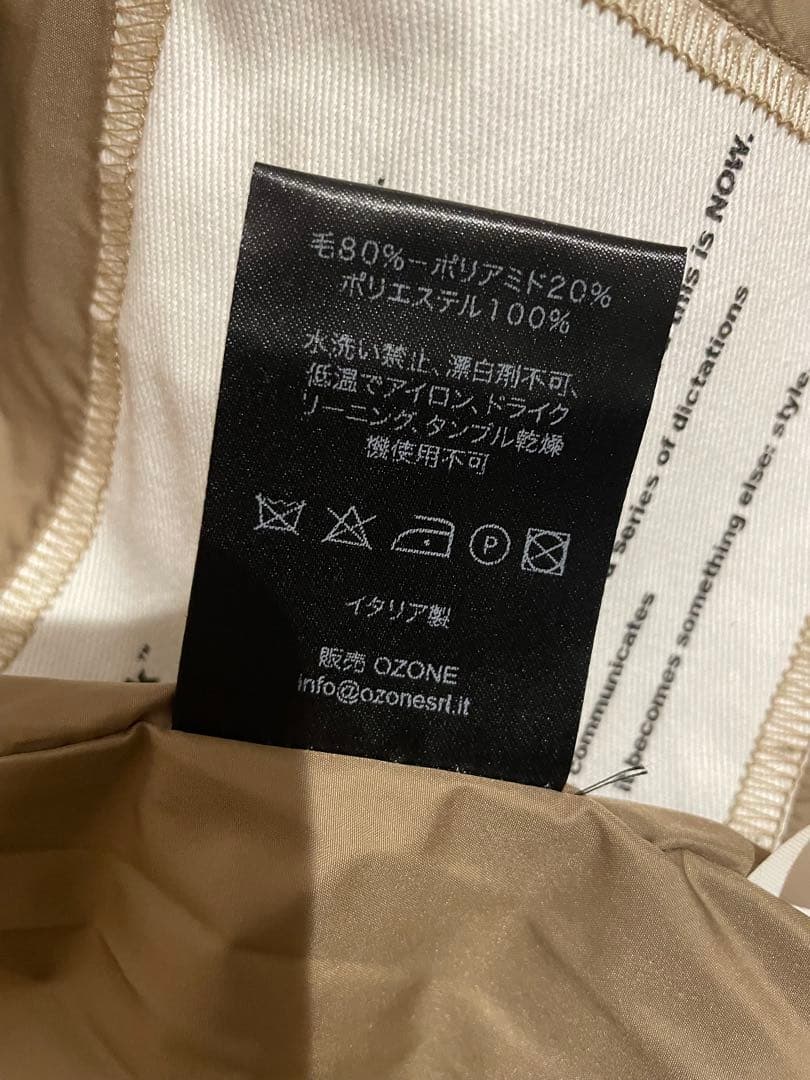 毛80%-ポリアミド20%
ポリエステル100%
水洗い禁止、漂白剤不可、
低温でアイロン、ドライク
リーニング、タンブル乾燥
機使用不可
P
イタリア製
販売 OZONE
info@ozonesrl.it
this is NOW.
a series of dictations
communicates
it becomes something else: style